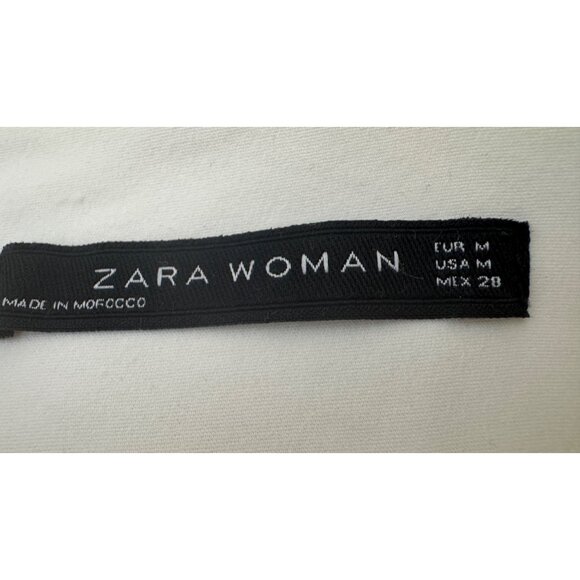 ZARA WOMAN
EUR M
USA M
MEX 28
MADE IN MOROCCO